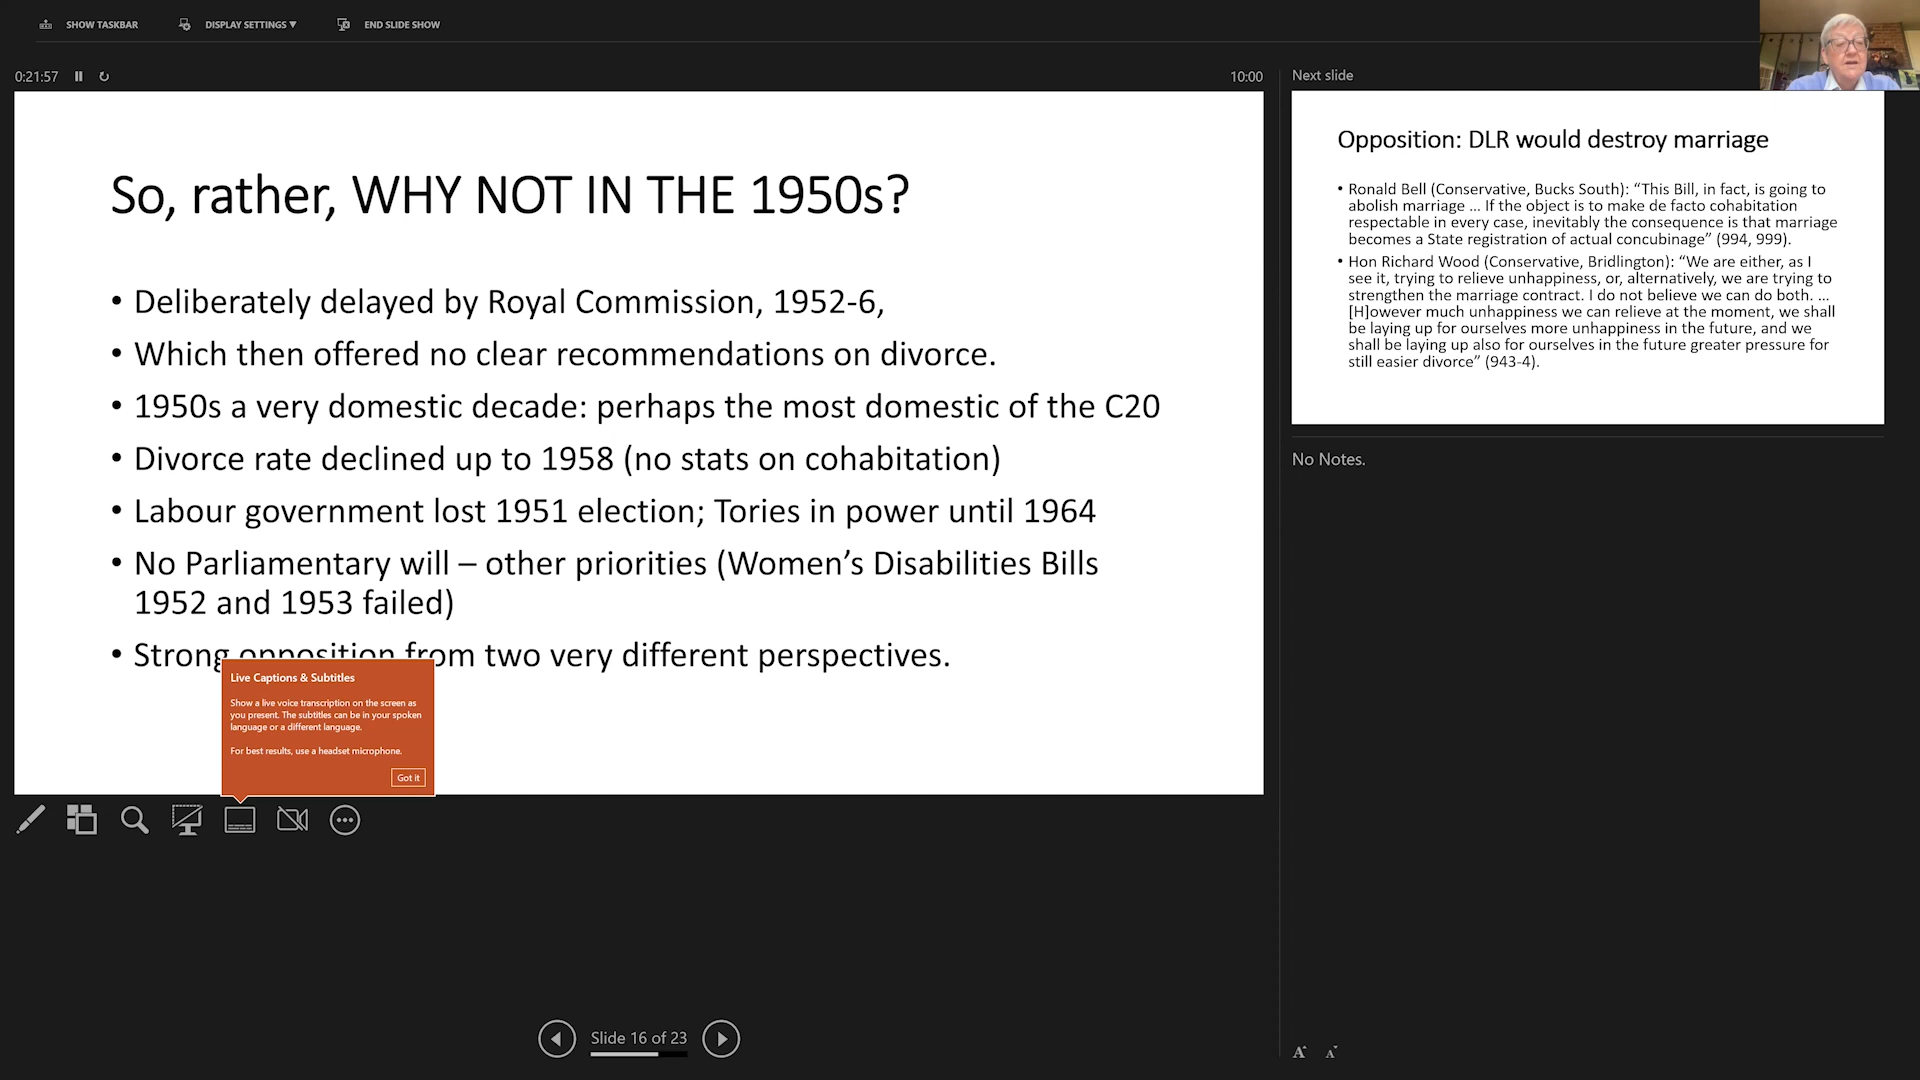 SHOW TASKBAR
DISPLAY SETTINGS ▼
END SLIDE SHOW
0:21:57
10:00
So, rather, WHY NOT IN THE 1950s?
• Deliberately delayed by Royal Commission, 1952-6,
• Which then offered no clear recommendations on divorce.
• 1950s a very domestic decade: perhaps the most domestic of the C20
• Divorce rate declined up to 1958 (no stats on cohabitation)
• Labour government lost 1951 election; Tories in power until 1964
• No Parliamentary will – other priorities (Women’s Disabilities Bills
1952 and 1953 failed)
• Strong opposition from two very different perspectives.
Live Captions & Subtitles
Show a live voice transcription on the screen as
you present. The subtitles can be in your spoken
language or a different language.
For best results, use a headset microphone.
Got it
Slide 16 of 23
Next slide
Opposition: DLR would destroy marriage
• Ronald Bell (Conservative, Bucks South): “This Bill, in fact, is going to
abolish marriage ... If the object is to make de facto cohabitation
respectable in every case, inevitably the consequence is that marriage
becomes a State registration of actual concubinage” (994, 999).
• Hon Richard Wood (Conservative, Bridlington): “We are either, as I
see it, trying to relieve unhappiness, or, alternatively, we are trying to
strengthen the marriage contract. I do not believe we can do both. ...
[H]owever much unhappiness we can relieve at the moment, we shall
be laying up for ourselves more unhappiness in the future, and we
shall be laying up also for ourselves in the future greater pressure for
still easier divorce” (943-4).
No Notes.
A A